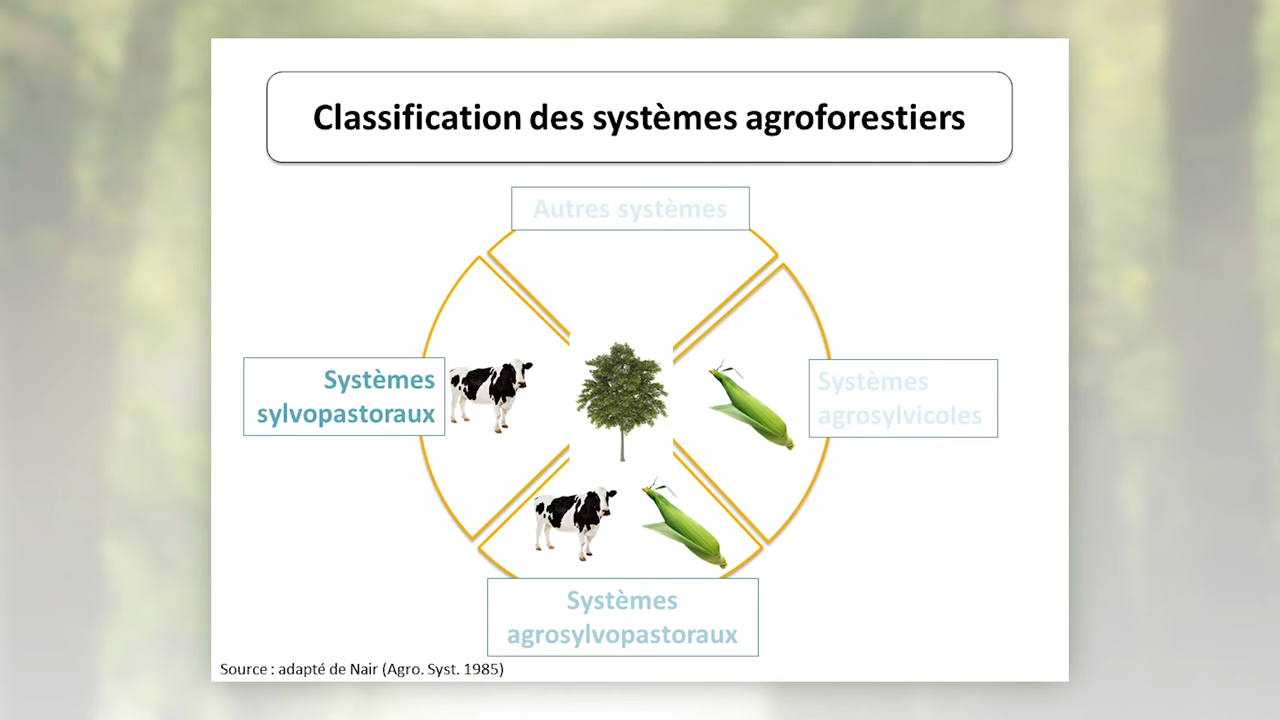 Classification des systèmes agroforestiers
Autres systèmes
Systèmes
sylvopastoraux
Systèmes
agrosylvicoles
Systèmes
agrosylvopastoraux
Source : adapté de Nair (Agro. Syst. 1985)